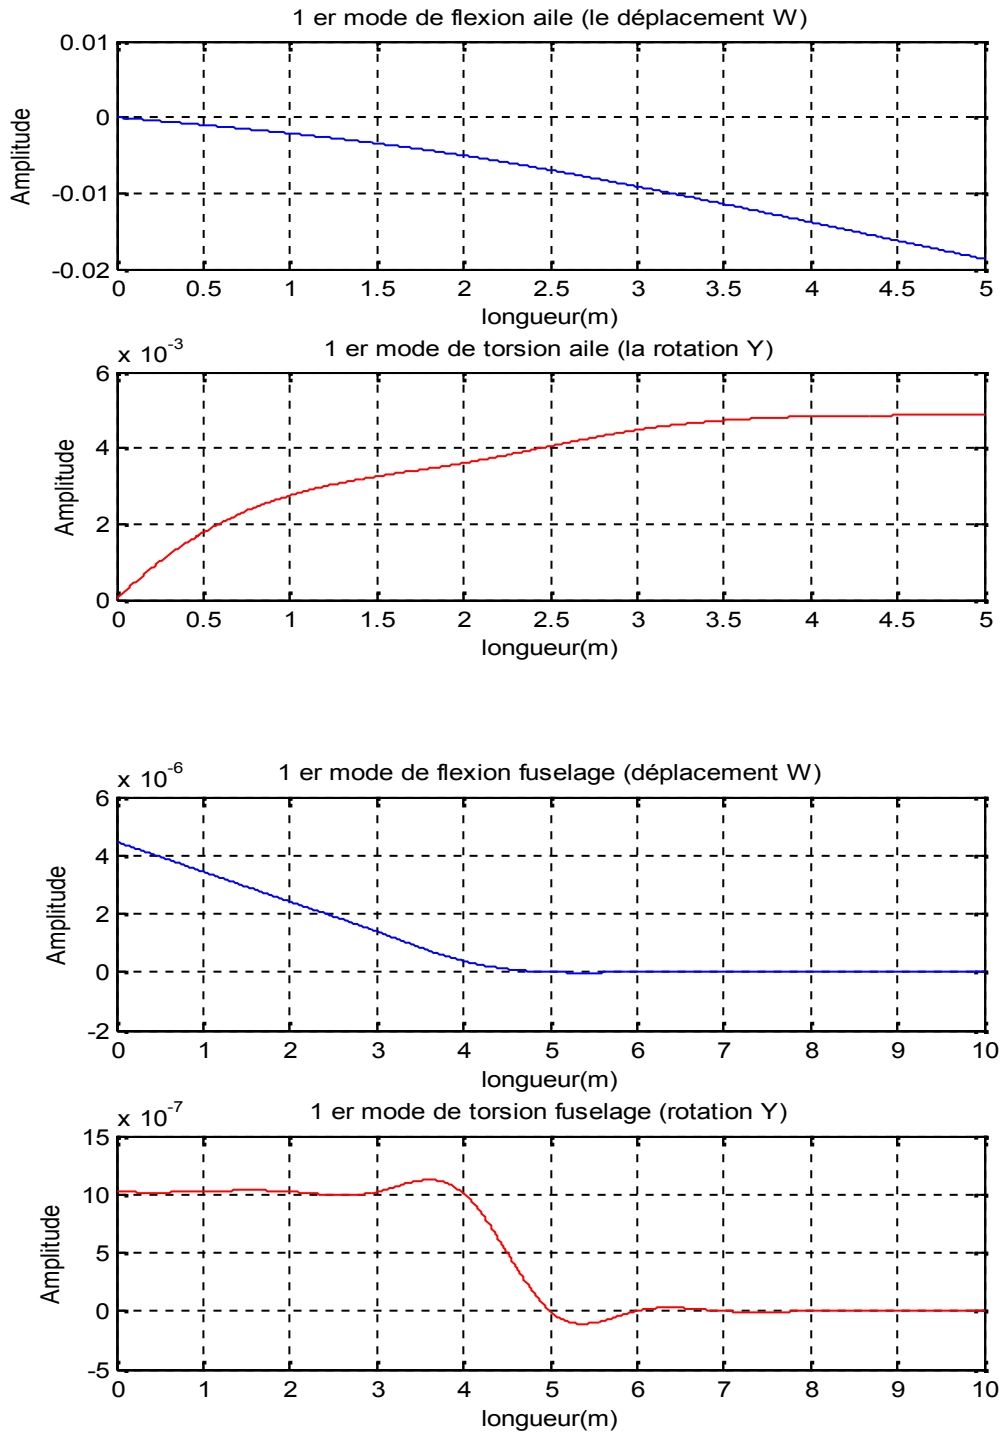 1 er mode de flexion aile (le déplacement W)
0.01
0
-0.01
-0.02
Amplitude
0 0.5 1 1.5 2 2.5 3 3.5 4 4.5 5
longueur(m)
x 10-3
1 er mode de torsion aile (la rotation Y)
6
4
2
0
Amplitude
0 0.5 1 1.5 2 2.5 3 3.5 4 4.5 5
longueur(m)
x 10-6
1 er mode de flexion fuselage (déplacement W)
6
4
2
0
-2
Amplitude
0 1 2 3 4 5 6 7 8 9 10
longueur(m)
x 10-7
1 er mode de torsion fuselage (rotation Y)
15
10
5
0
-5
Amplitude
0 1 2 3 4 5 6 7 8 9 10
longueur(m)